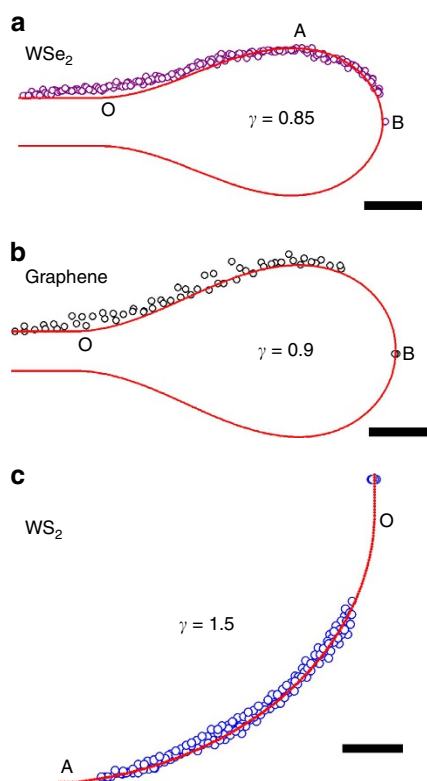 a
WSe₂
A
O
γ = 0.85
B
b
Graphene
O
γ = 0.9
B
c
WS₂
O
γ = 1.5
A